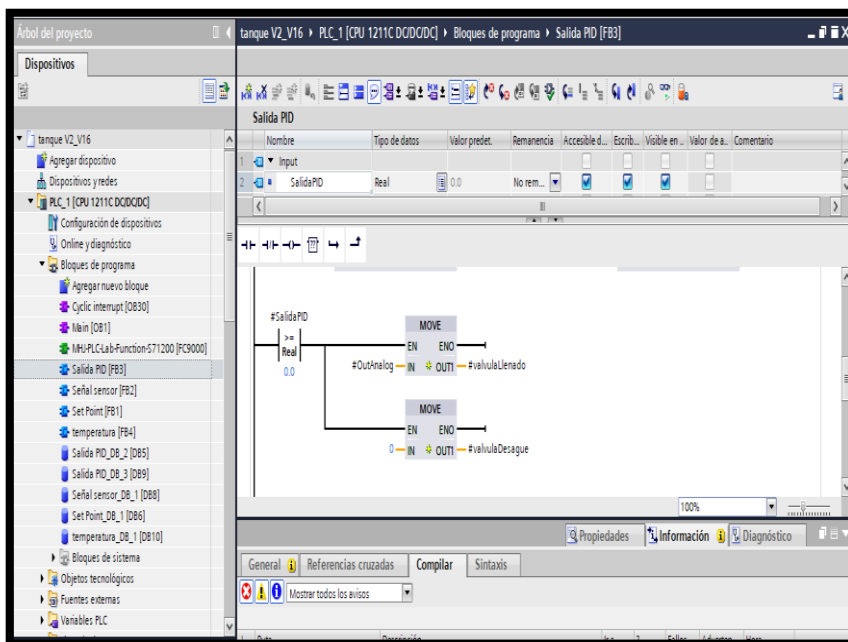 Árbol del proyecto
tanque V2_V16 ▸ PLC_1 [CPU 1211C DC/DC/DC] ▸ Bloques de programa ▸ Salida PID [FB3]
Dispositivos
tanque V2_V16
Agregar dispositivo
Dispositivos y redes
PLC_1 [CPU 1211C DC/DC/DC]
Configuración de dispositivos
Online y diagnóstico
Bloques de programa
Agregar nuevo bloque
Cyclic interrupt [OB30]
Main [OB1]
MHJ-PLC-Lab-Function-S71200 [FC9000]
Salida PID [FB3]
Señal sensor [FB2]
Set Point [FB1]
temperatura [FB4]
Salida PID_DB_2 [DB5]
Salida PID_DB_3 [DB9]
Señal sensor_DB_1 [DB8]
Set Point_DB_1 [DB6]
temperatura_DB_1 [DB10]
Bloques de sistema
Objetos tecnológicos
Fuentes externas
Variables PLC
Salida PID
Nombre Tipo de datos Valor predet. Remanencia Accesible d... Escrib... Visible en ... Valor de a... Comentario
1 Input
2 SalidaPID Real 0.0 No rem...
#SalidaPID
>=
Real
0.0
MOVE
EN ENO
#OutAnalog IN OUT1 #valvulaLlenado
MOVE
EN ENO
0 IN OUT1 #valvulaDesague
100%
Propiedades Información Diagnóstico
General Referencias cruzadas Compilar Sintaxis
Mostrar todos los avisos